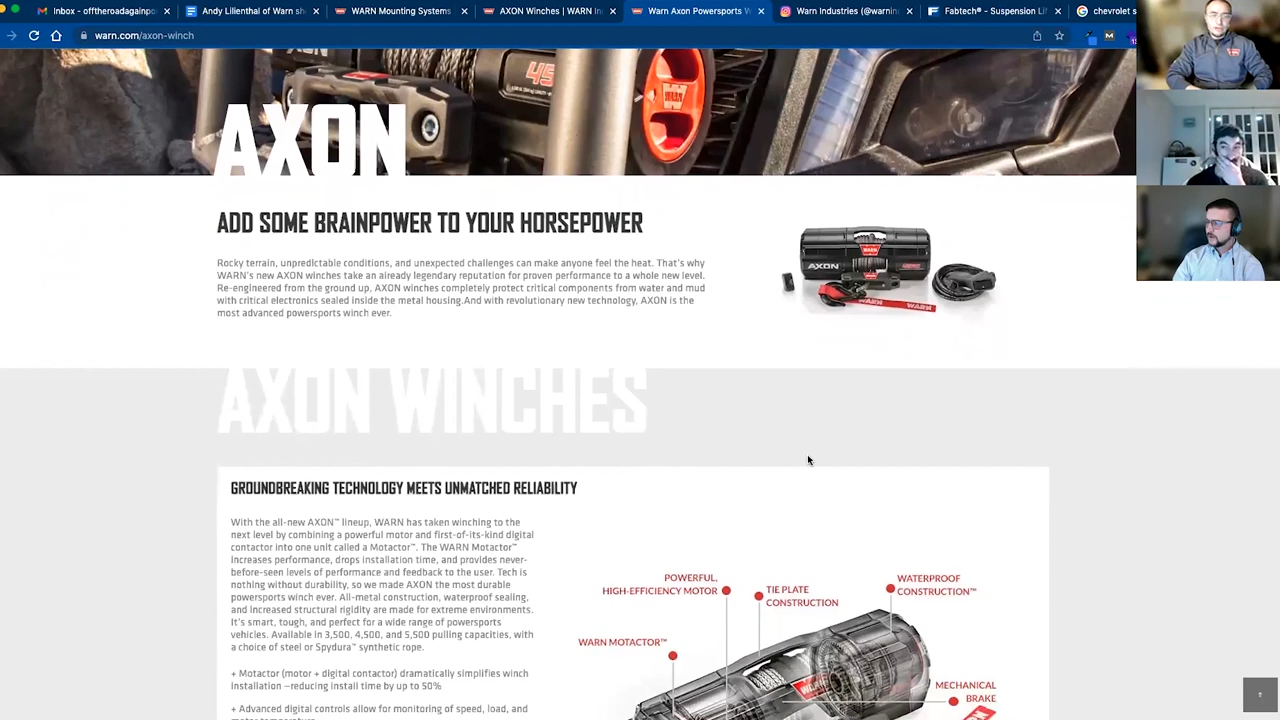 Inbox - offtheroadagainpo
Andy Lilienthal of Warn sh
WARN Mounting Systems
AXON Winches | WARN In
Warn Axon Powersports W
Warn Industries (@warnin
Fabtech® - Suspension Li
chevrolet s
warn.com/axon-winch
45
WARN
AXON
ADD SOME BRAINPOWER TO YOUR HORSEPOWER
Rocky terrain, unpredictable conditions, and unexpected challenges can make anyone feel the heat. That's why
WARN's new AXON winches take an already legendary reputation for proven performance to a whole new level.
Re-engineered from the ground up, AXON winches completely protect critical components from water and mud
with critical electronics sealed inside the metal housing.And with revolutionary new technology, AXON is the
most advanced powersports winch ever.
WARN
AXON
WARN WARN
AXON WINCHES
GROUNDBREAKING TECHNOLOGY MEETS UNMATCHED RELIABILITY
With the all-new AXON™ lineup, WARN has taken winching to the
next level by combining a powerful motor and first-of-its-kind digital
contactor into one unit called a Motactor™. The WARN Motactor™
increases performance, drops installation time, and provides never-
before-seen levels of performance and feedback to the user. Tech is
nothing without durability, so we made AXON the most durable
powersports winch ever. All-metal construction, waterproof sealing,
and increased structural rigidity are made for extreme environments.
It's smart, tough, and perfect for a wide range of powersports
vehicles. Available in 3,500, 4,500, and 5,500 pulling capacities, with
a choice of steel or Spydura™ synthetic rope.
+ Motactor (motor + digital contactor) dramatically simplifies winch
installation –reducing install time by up to 50%
+ Advanced digital controls allow for monitoring of speed, load, and
motor temperature
POWERFUL,
HIGH-EFFICIENCY MOTOR
TIE PLATE
CONSTRUCTION
WATERPROOF
CONSTRUCTION™
WARN MOTACTOR™
MECHANICAL
BRAKE
WARN